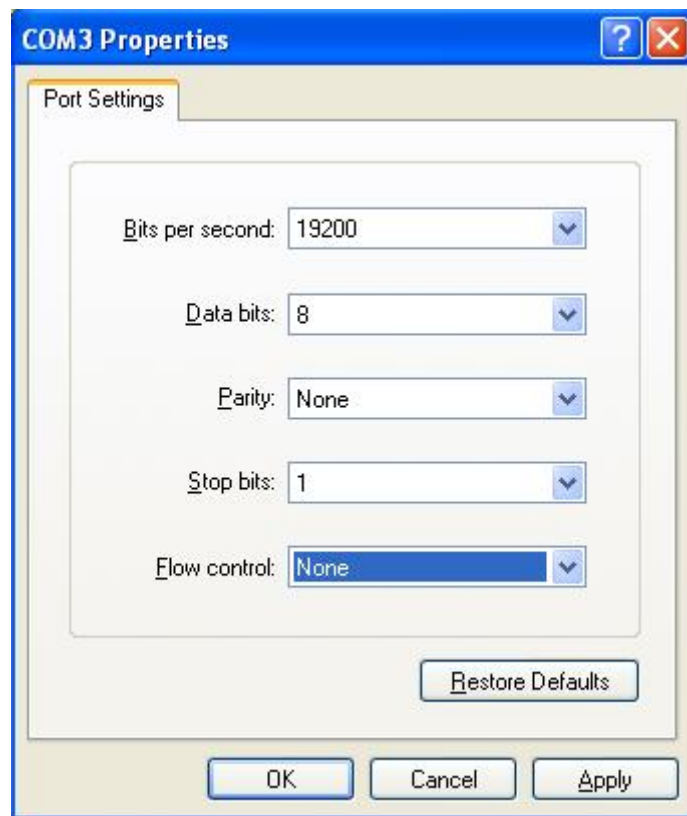 COM3 Properties
Port Settings
Bits per second: 19200
Data bits: 8
Parity: None
Stop bits: 1
Flow control: None
Restore Defaults
OK Cancel Apply